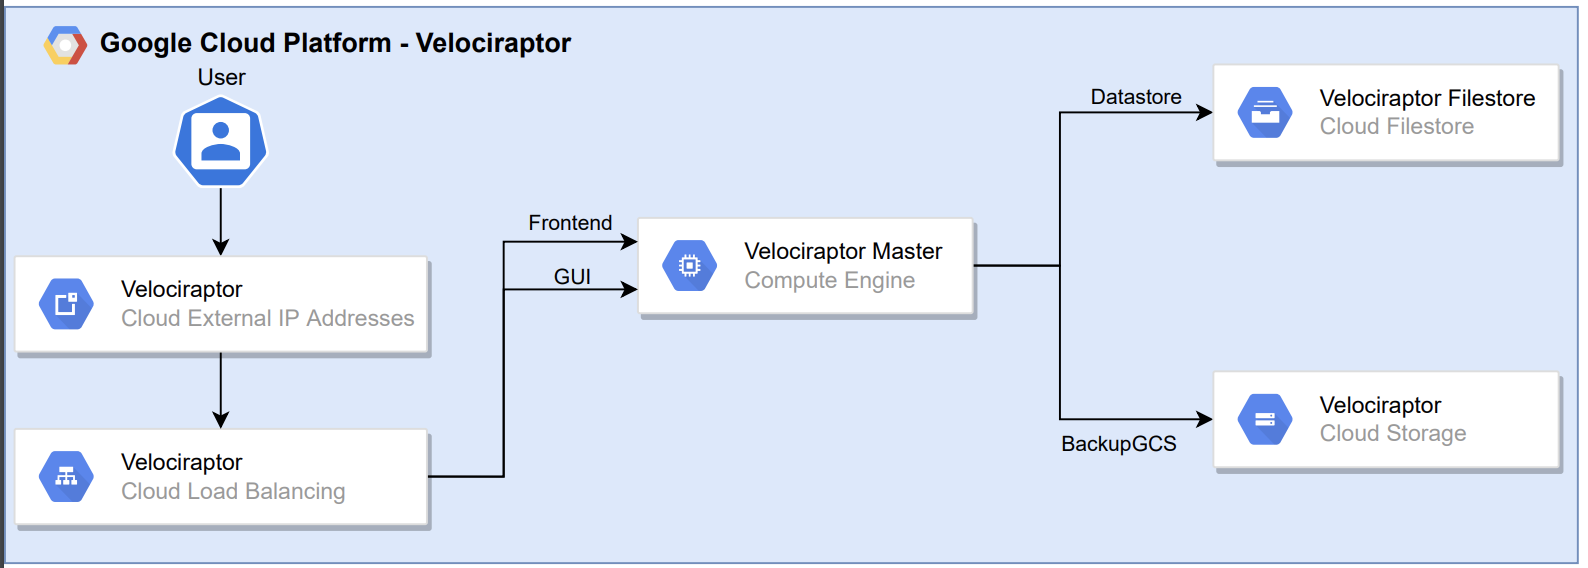 Google Cloud Platform - Velociraptor
User
Velociraptor
Cloud External IP Addresses
Velociraptor
Cloud Load Balancing
Frontend
GUI
Velociraptor Master
Compute Engine
Datastore
Velociraptor Filestore
Cloud Filestore
BackupGCS
Velociraptor
Cloud Storage